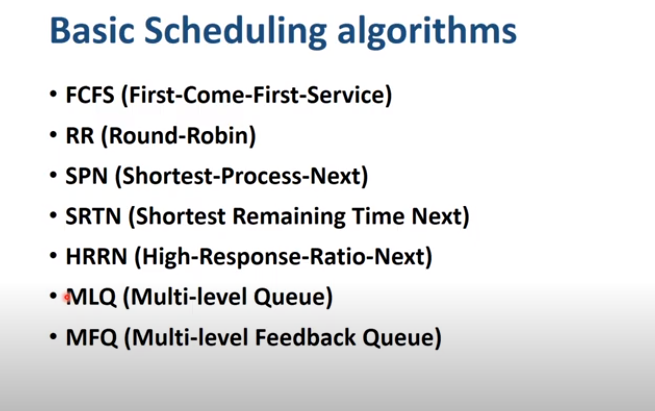 Basic Scheduling algorithms
• FCFS (First-Come-First-Service)
• RR (Round-Robin)
• SPN (Shortest-Process-Next)
• SRTN (Shortest Remaining Time Next)
• HRRN (High-Response-Ratio-Next)
• MLQ (Multi-level Queue)
• MFQ (Multi-level Feedback Queue)